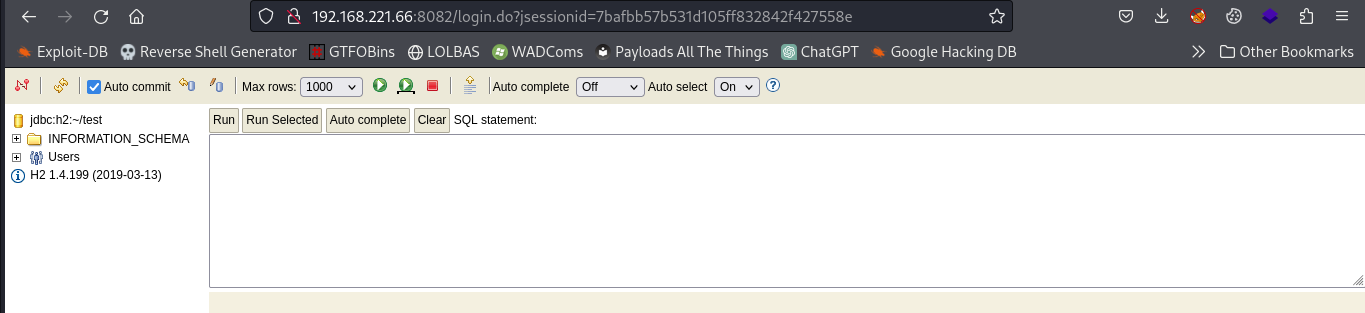 192.168.221.66:8082/login.do?jsessionid=7bafbb57b531d105ff832842f427558e
Exploit-DB Reverse Shell Generator GTFOBins LOLBAS WADComs Payloads All The Things ChatGPT Google Hacking DB Other Bookmarks
Auto commit Max rows: 1000 Auto complete Off Auto select On
jdbc:h2:~/test
INFORMATION_SCHEMA
Users
H2 1.4.199 (2019-03-13)
Run Run Selected Auto complete Clear SQL statement: